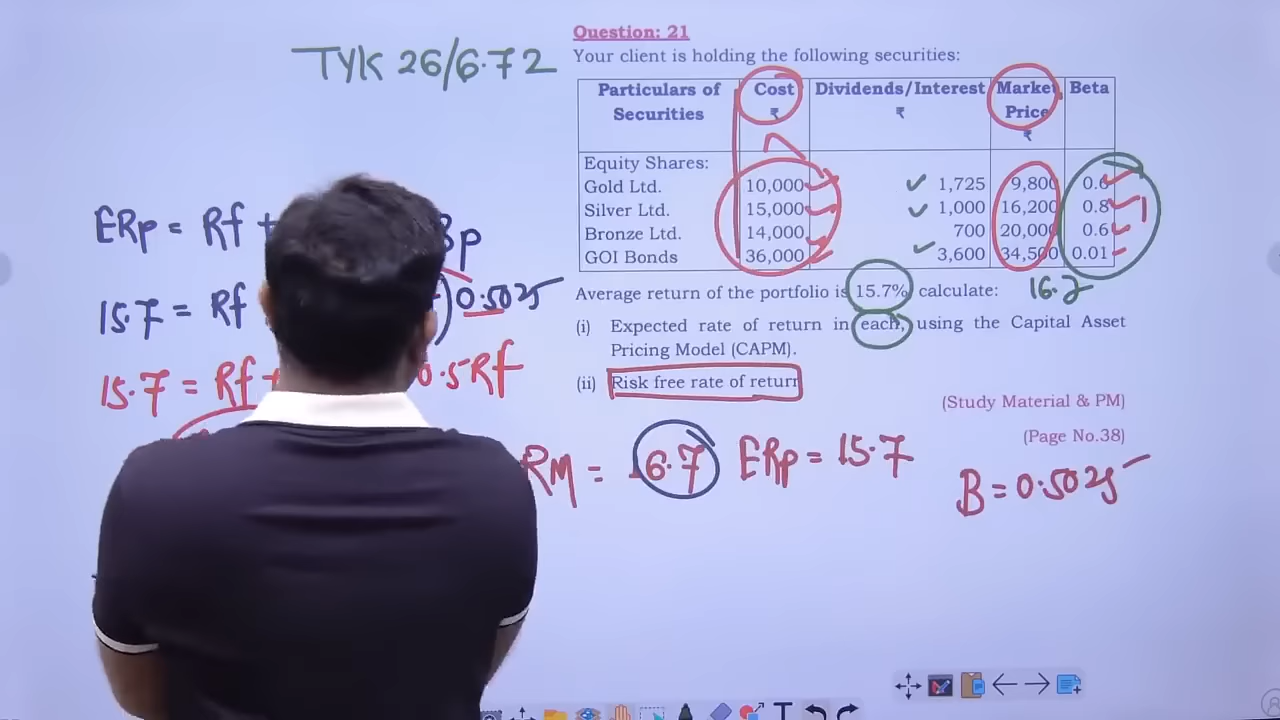 TYK 26/6.72
Question: 21
Your client is holding the following securities:
Particulars of Securities Cost ₹ Dividends/Interest ₹ Market Price ₹ Beta
Equity Shares:
Gold Ltd. 10,000 1,725 9,800 0.6
Silver Ltd. 15,000 1,000 16,200 0.8
Bronze Ltd. 14,000 700 20,000 0.6
GOI Bonds 36,000 3,600 34,500 0.01
Average return of the portfolio is 15.7% calculate:
16.2
(i) Expected rate of return in each, using the Capital Asset
Pricing Model (CAPM).
(ii) Risk free rate of return
(Study Material & PM)
(Page No.38)
ERp = Rf + Bp
15.7 = Rf ) 0.5025
15.7 = Rf + 0.5Rf
RM = 16.7 ERp = 15.7
B = 0.5025
T